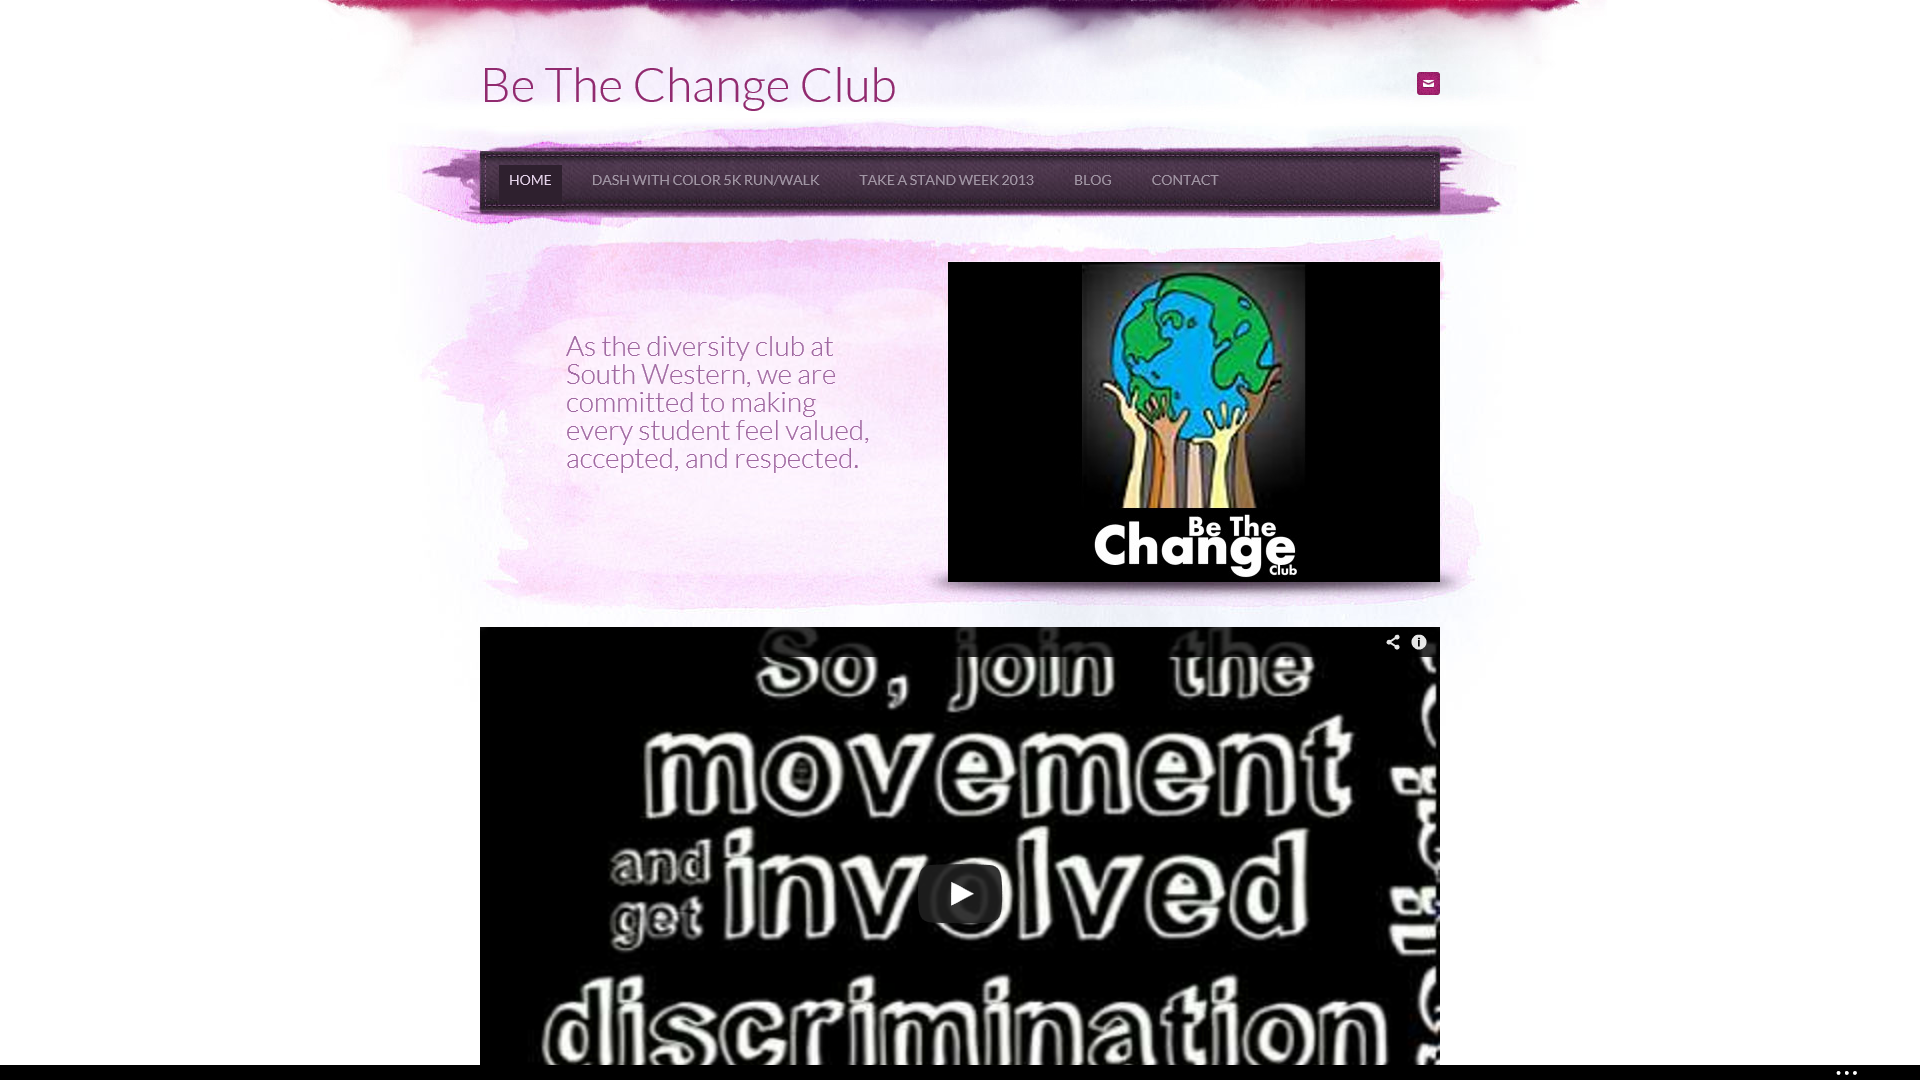 Be The Change Club
HOME
DASH WITH COLOR 5K RUN/WALK
TAKE A STAND WEEK 2013
BLOG
CONTACT
As the diversity club at
South Western, we are
committed to making
every student feel valued,
accepted, and respected.
Be The
Change
Club
So, join the
movement
and get involved
discrimination